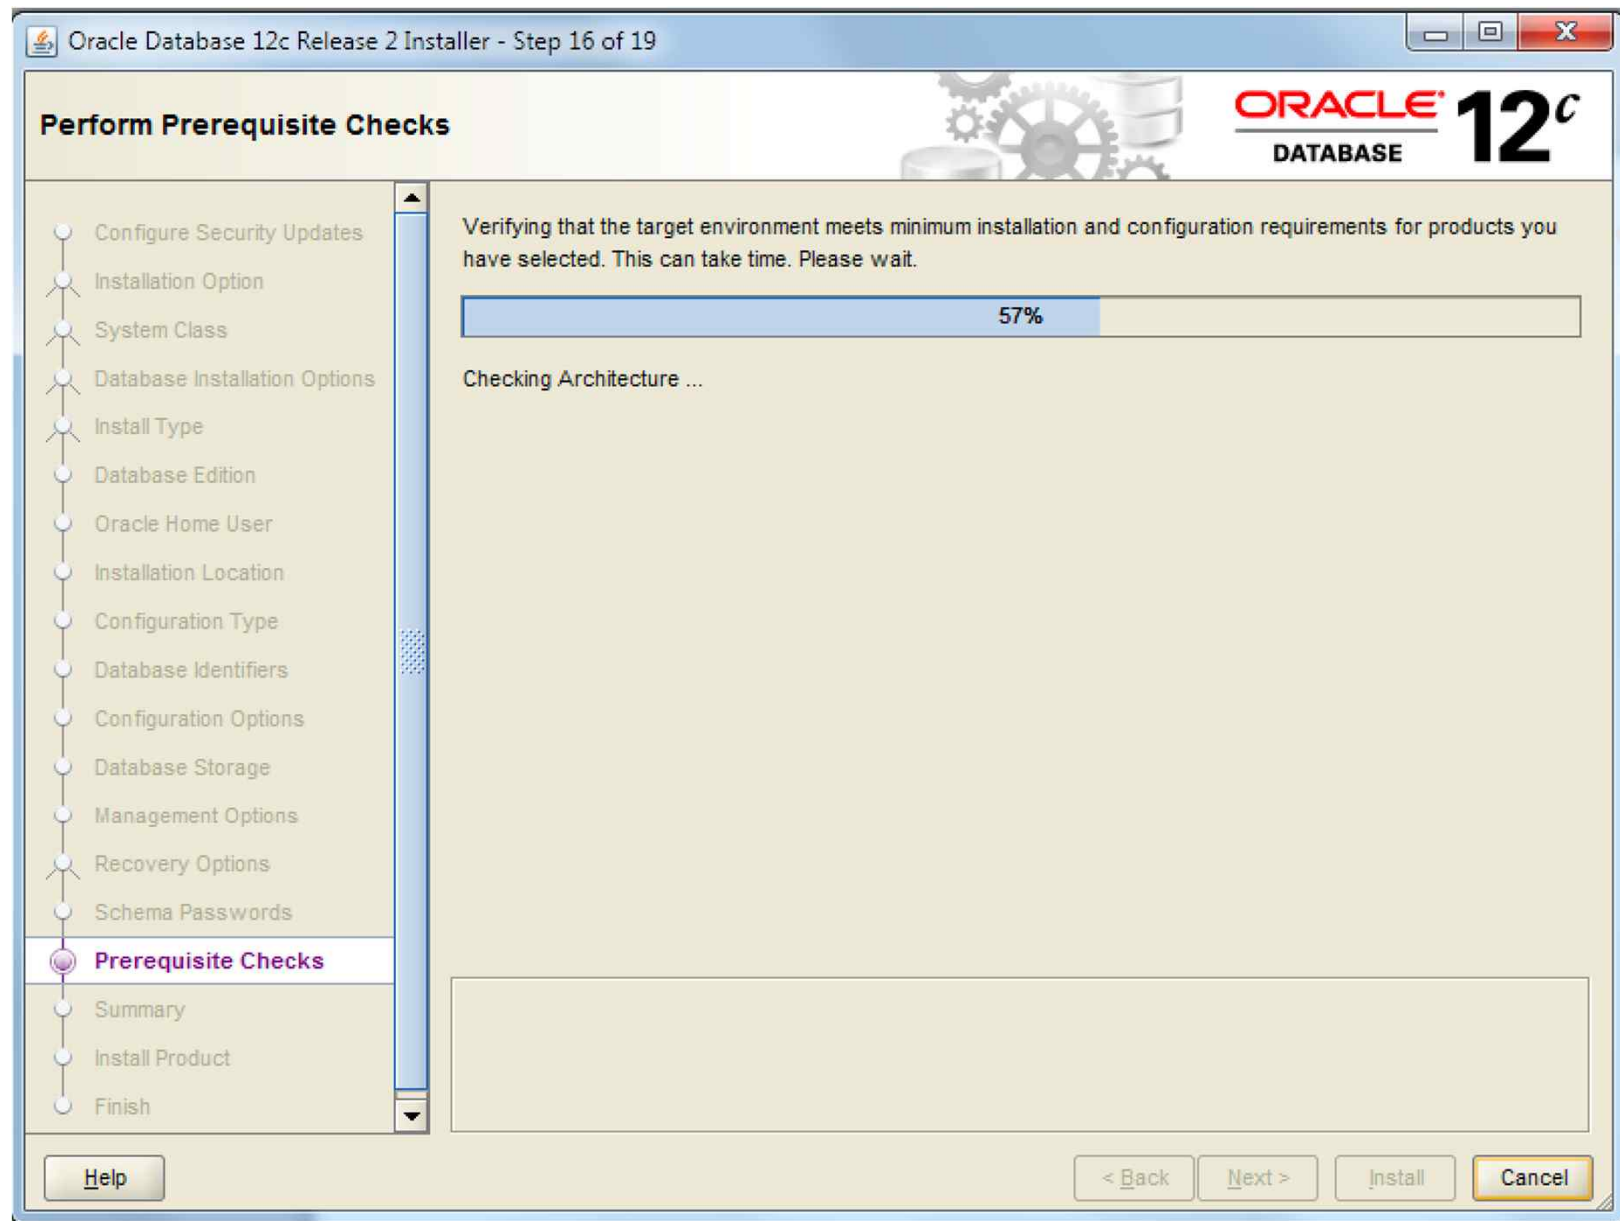 Oracle Database 12c Release 2 Installer - Step 16 of 19
Perform Prerequisite Checks
ORACLE
DATABASE
12c
Configure Security Updates
Installation Option
System Class
Database Installation Options
Install Type
Database Edition
Oracle Home User
Installation Location
Configuration Type
Database Identifiers
Configuration Options
Database Storage
Management Options
Recovery Options
Schema Passwords
Prerequisite Checks
Summary
Install Product
Finish
Verifying that the target environment meets minimum installation and configuration requirements for products you
have selected. This can take time. Please wait.
57%
Checking Architecture ...
Help
< Back
Next >
Install
Cancel